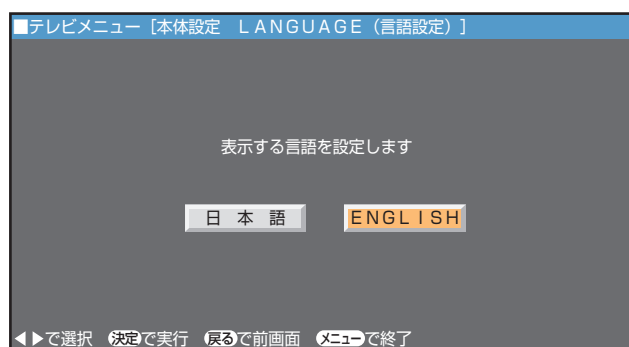 ■テレビメニュー [本体設定　LANGUAGE（言語設定）]
表示する言語を設定します
日 本 語　ENGLISH
◀▶で選択　決定で実行　戻るで前画面　メニューで終了